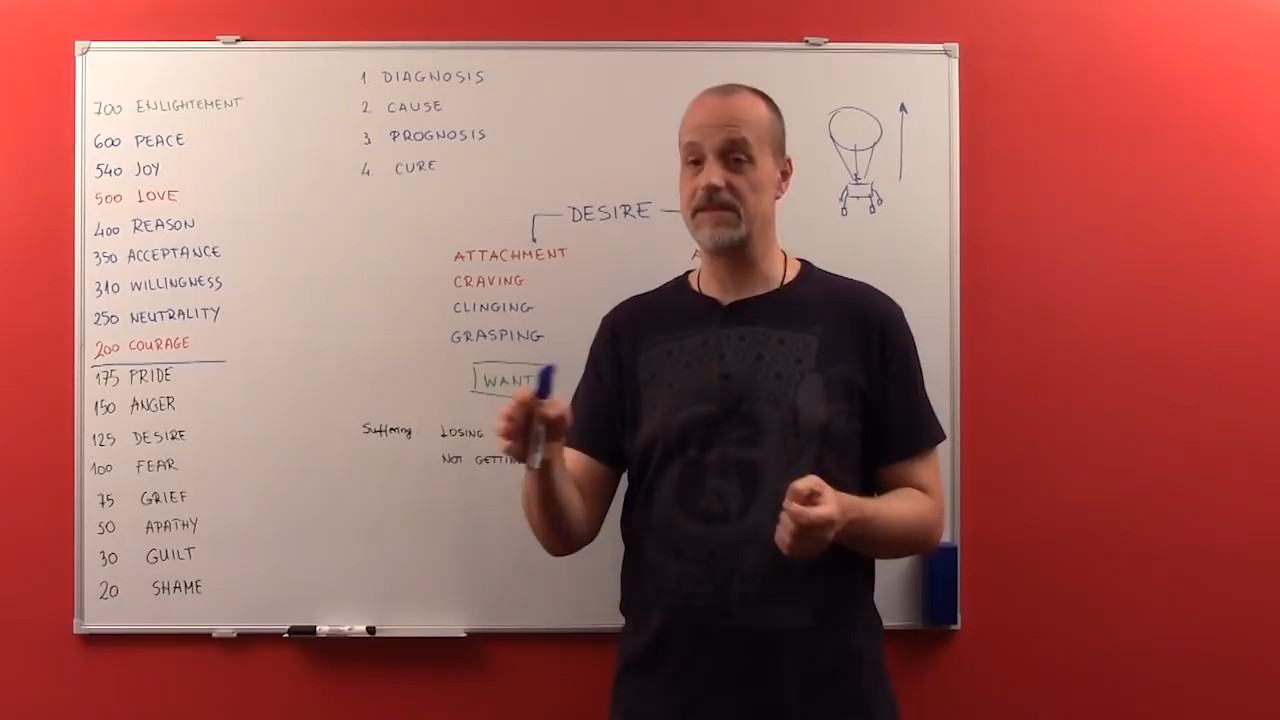 700 ENLIGHTEMENT
600 PEACE
540 JOY
500 LOVE
400 REASON
350 ACCEPTANCE
310 WILLINGNESS
250 NEUTRALITY
200 COURAGE
175 PRIDE
150 ANGER
125 DESIRE
100 FEAR
75 GRIEF
50 APATHY
30 GUILT
20 SHAME
1. DIAGNOSIS
2. CAUSE
3. PROGNOSIS
4. CURE
DESIRE
ATTACHMENT
CRAVING
CLINGING
GRASPING
WANT
Suffering: LOSING
NOT